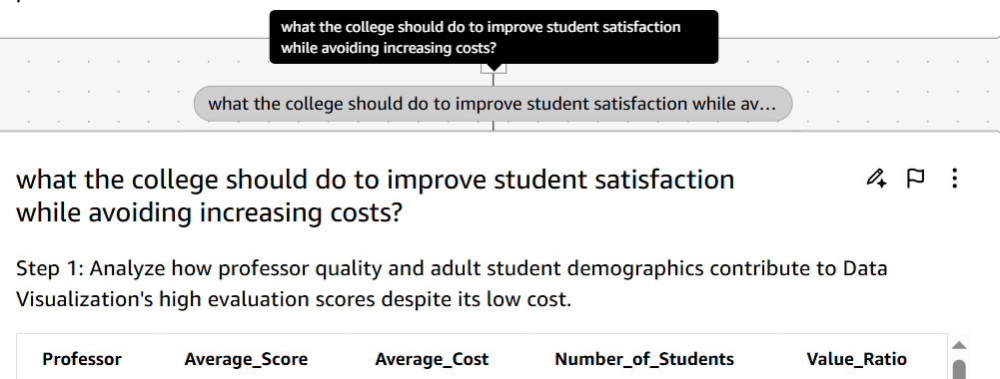 what the college should do to improve student satisfaction
while avoiding increasing costs?
what the college should do to improve student satisfaction while av...
what the college should do to improve student satisfaction
while avoiding increasing costs?
Step 1: Analyze how professor quality and adult student demographics contribute to Data
Visualization's high evaluation scores despite its low cost.
Professor Average_Score Average_Cost Number_of_Students Value_Ratio